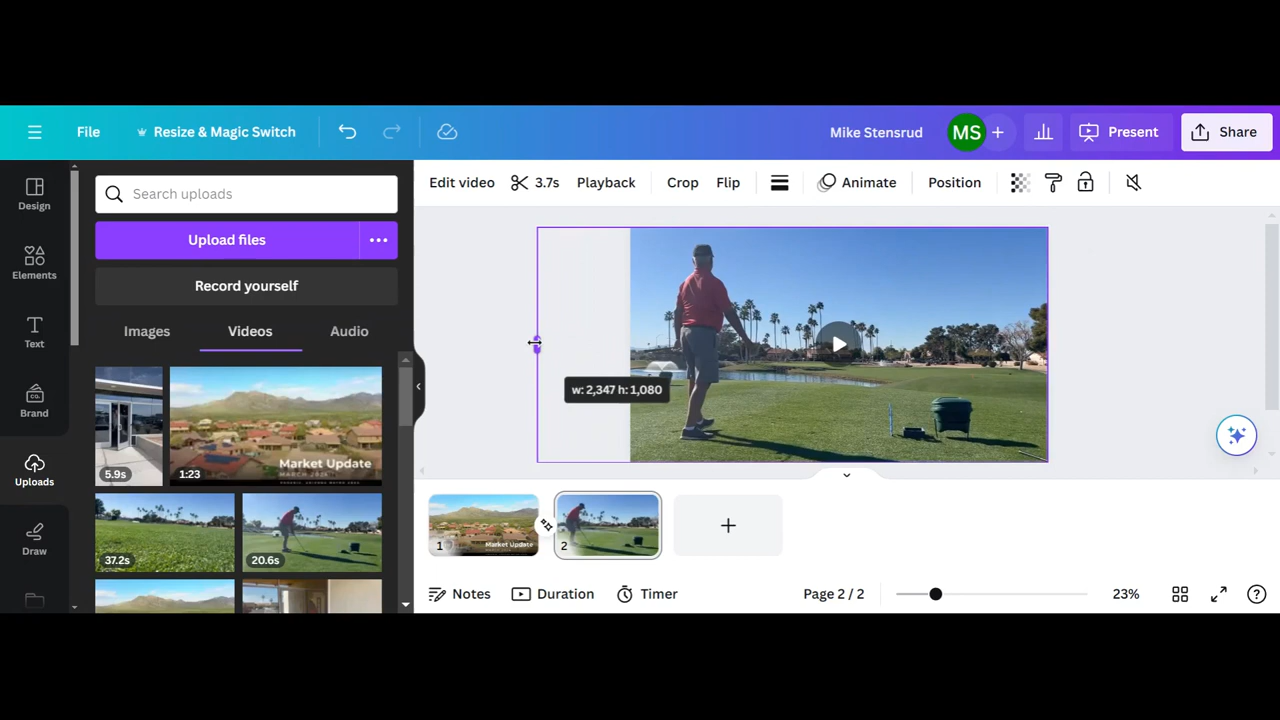 File
Resize & Magic Switch
Mike Stensrud
MS
+
Present
Share
Design
Elements
Text
Brand
Uploads
Draw
Search uploads
Upload files
Record yourself
Images
Videos
Audio
5.9s
Market Update
MARCH 2024
1:23
37.2s
20.6s
Edit video
3.7s
Playback
Crop
Flip
Animate
Position
w: 2,347 h: 1,080
1
Market Update
2
+
Notes
Duration
Timer
Page 2 / 2
23%
?